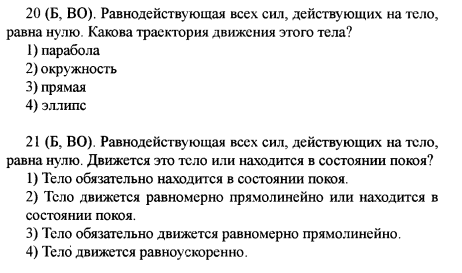 20 (Б, ВО). Равнодействующая всех сил, действующих на тело,
равна нулю. Какова траектория движения этого тела?
1) парабола
2) окружность
3) прямая
4) эллипс
21 (Б, ВО). Равнодействующая всех сил, действующих на тело,
равна нулю. Движется это тело или находится в состоянии покоя?
1) Тело обязательно находится в состоянии покоя.
2) Тело движется равномерно прямолинейно или находится в
состоянии покоя.
3) Тело обязательно движется равномерно прямолинейно.
4) Тело движется равноускоренно.